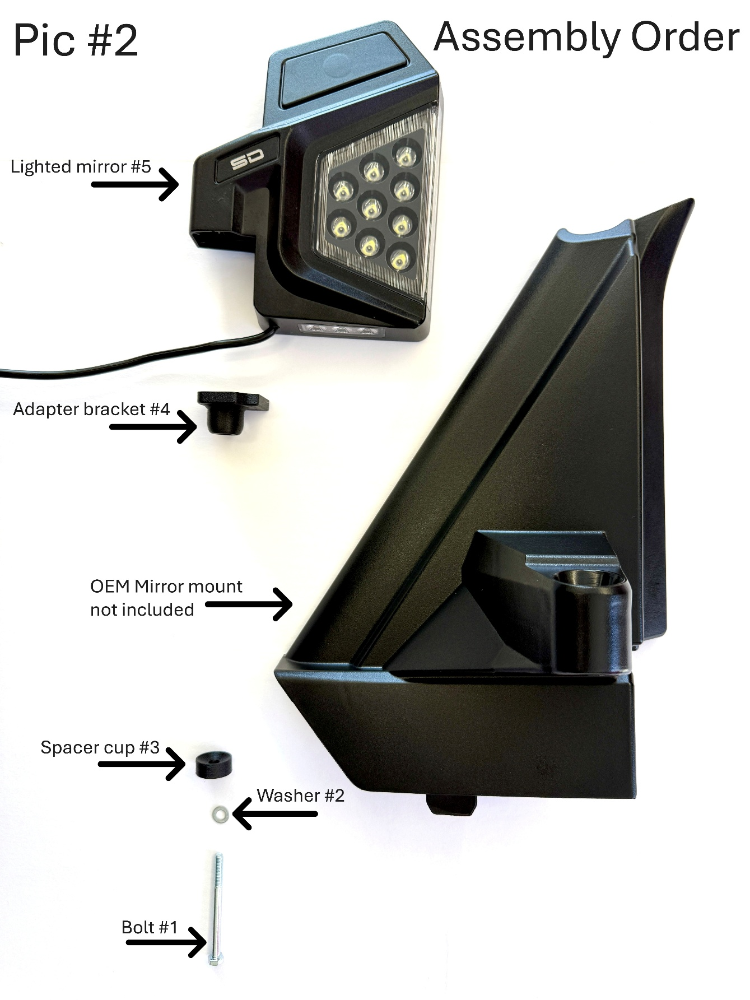 Pic #2
Assembly Order
SD
Lighted mirror #5
Adapter bracket #4
OEM Mirror mount
not included
Spacer cup #3
Washer #2
Bolt #1